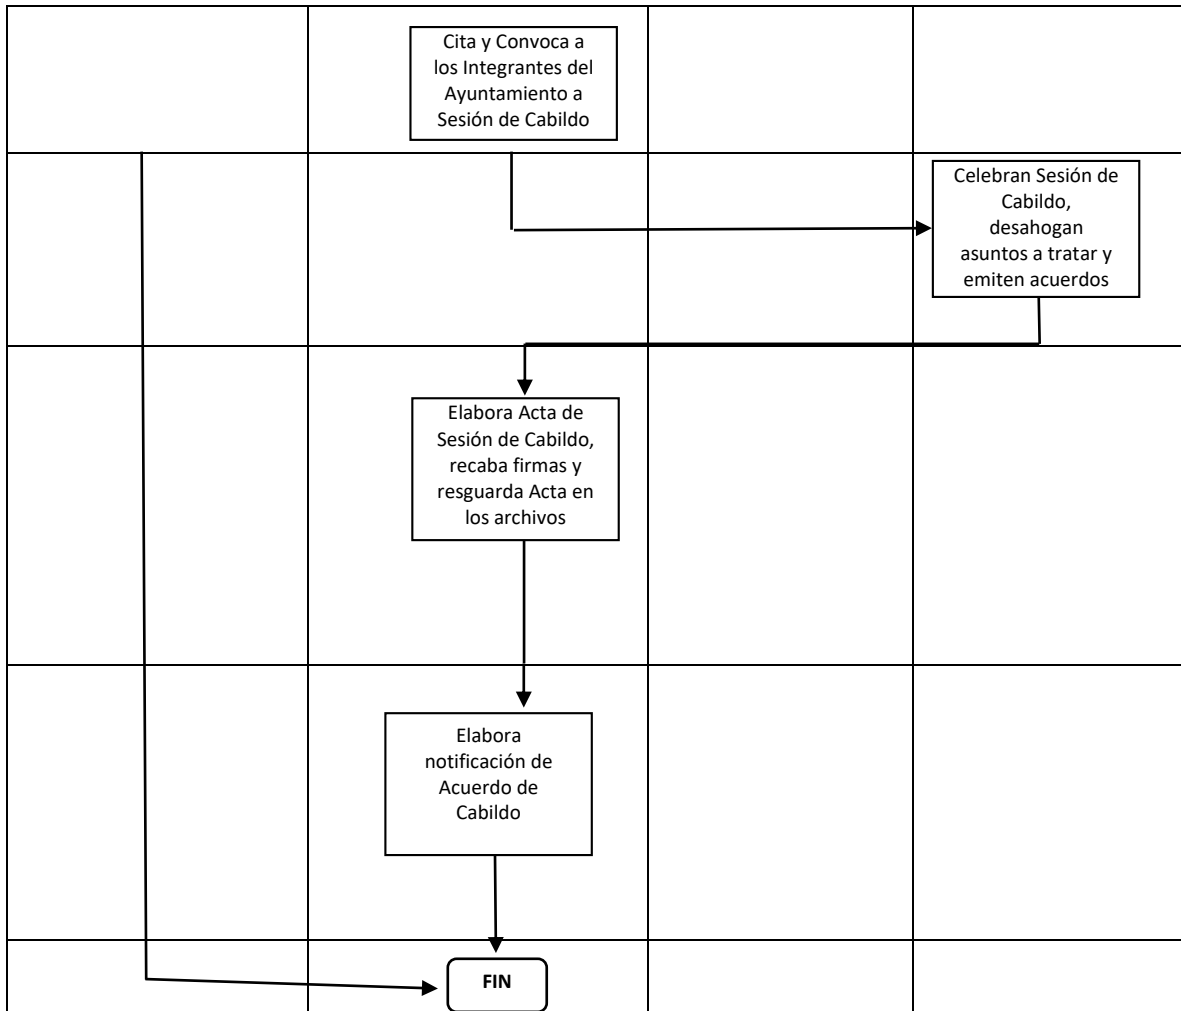 Cita y Convoca a
los Integrantes del
Ayuntamiento a
Sesión de Cabildo
Celebran Sesión de
Cabildo,
desahogan
asuntos a tratar y
emiten acuerdos
Elabora Acta de
Sesión de Cabildo,
recaba firmas y
resguarda Acta en
los archivos
Elabora
notificación de
Acuerdo de
Cabildo
FIN